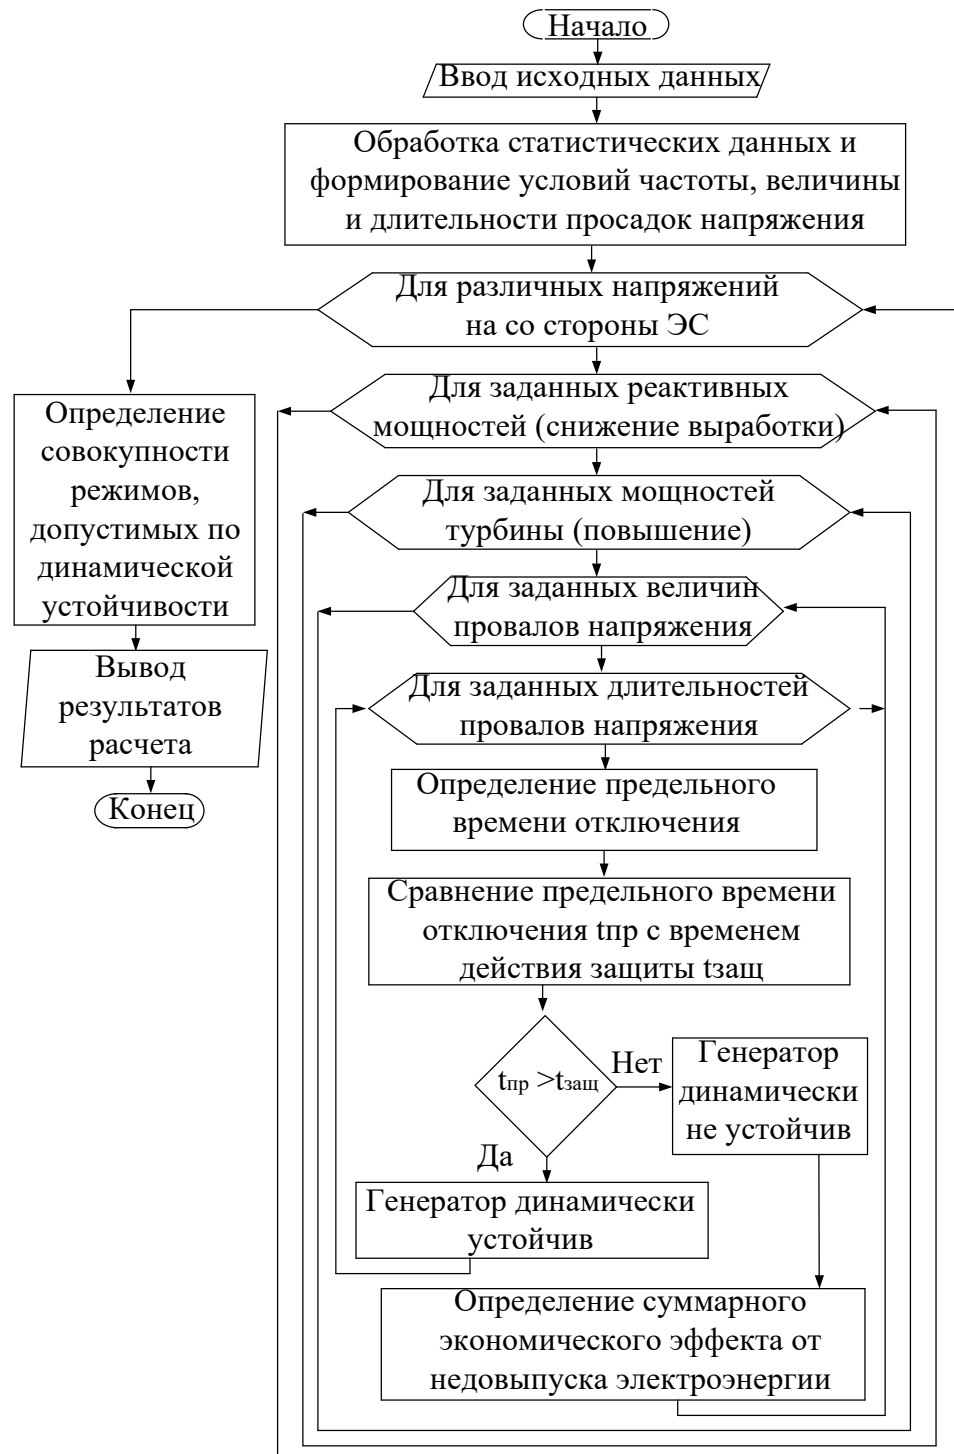 Начало
Ввод исходных данных
Обработка статистических данных и
формирование условий частоты, величины
и длительности просадок напряжения
Для различных напряжений
на со стороны ЭС
Для заданных реактивных
мощностей (снижение выработки)
Определение
совокупности
режимов,
допустимых по
динамической
устойчивости
Для заданных мощностей
турбины (повышение)
Для заданных величин
провалов напряжения
Вывод
результатов
расчета
Для заданных длительностей
провалов напряжения
Конец
Определение предельного
времени отключения
Сравнение предельного времени
отключения tпр с временем
действия защиты tзащ
tпр >tзащ
Нет
Генератор
динамически
не устойчив
Да
Генератор динамически
устойчив
Определение суммарного
экономического эффекта от
недовыпуска электроэнергии